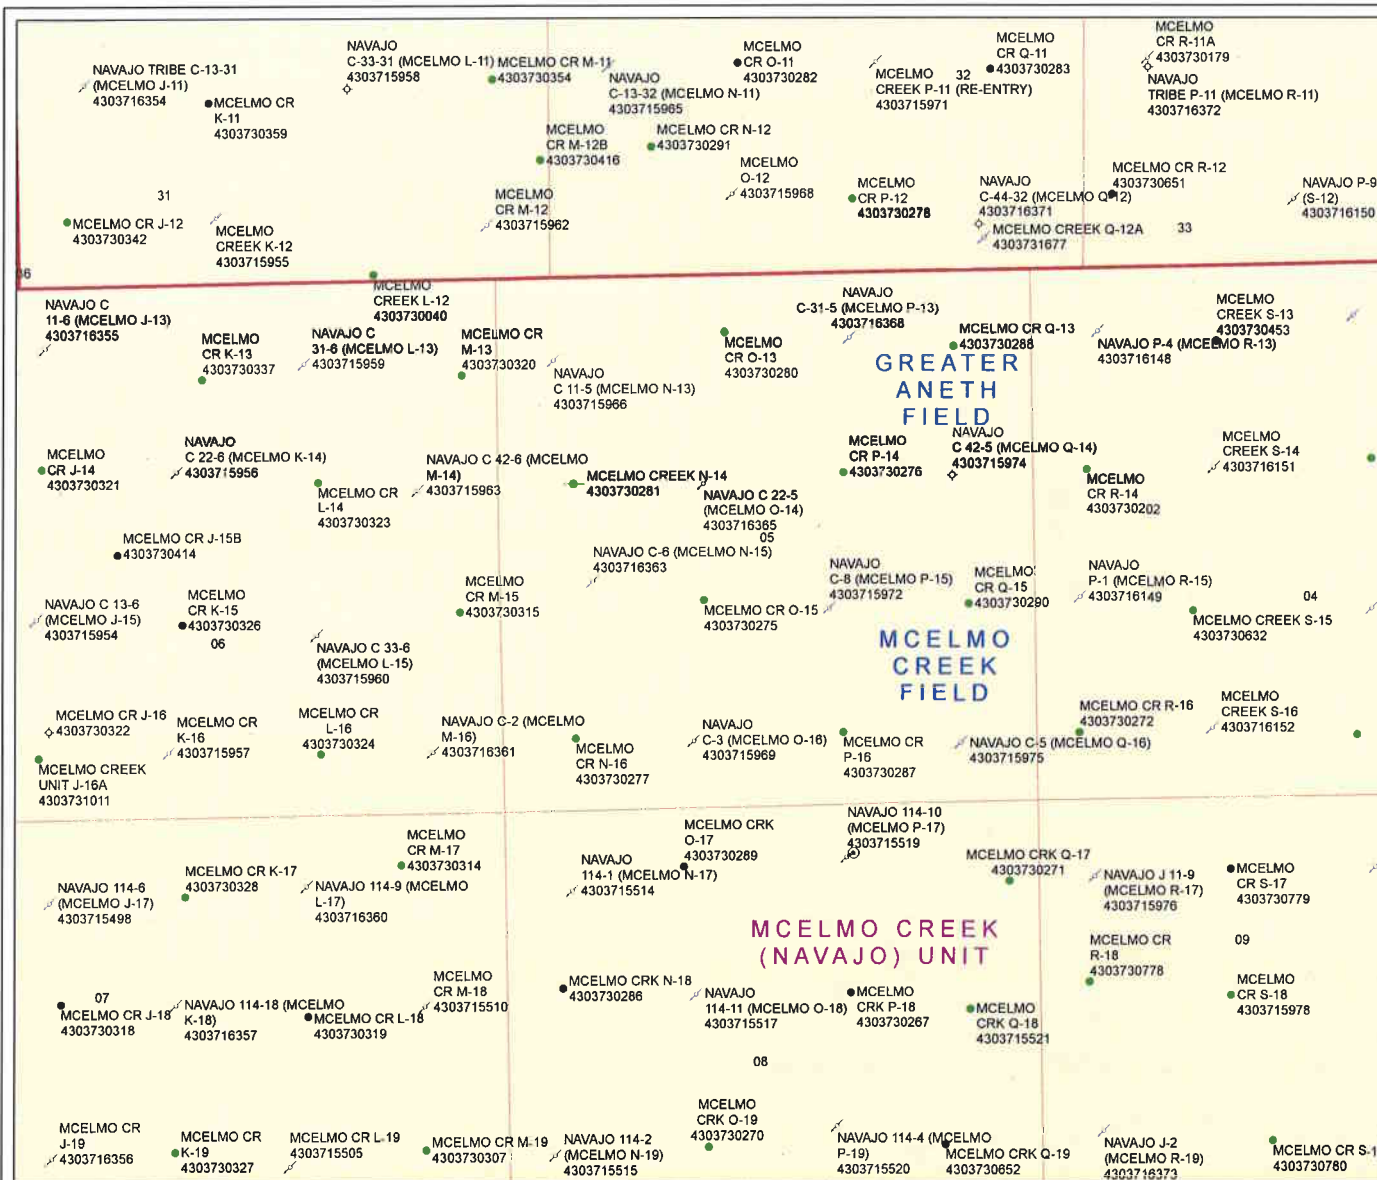 NAVAJO TRIBE C-13-31
(MCELMO J-11)
4303716354
MCELMO CR
K-11
4303730359
NAVAJO
C-33-31 (MCELMO L-11)
4303715958
MCELMO CR M-11
4303730354
NAVAJO
C-13-32 (MCELMO N-11)
4303715965
MCELMO
CR O-11
4303730282
MCELMO
CREEK P-11 (RE-ENTRY)
4303715971
32
MCELMO
CR Q-11
4303730283
MCELMO
CR R-11A
4303730179
NAVAJO
TRIBE P-11 (MCELMO R-11)
4303716372
MCELMO
CR M-12B
4303730416
MCELMO CR N-12
4303730291
MCELMO
O-12
4303715968
MCELMO
CR P-12
4303730278
NAVAJO
C-44-32 (MCELMO Q-12)
4303716371
MCELMO CREEK Q-12A
4303731677
MCELMO CR R-12
4303730651
33
NAVAJO P-9
(S-12)
4303716150
31
MCELMO CR J-12
4303730342
MCELMO
CREEK K-12
4303715955
MCELMO
CR M-12
4303715962
36
MCELMO
CREEK L-12
4303730040
NAVAJO C
11-6 (MCELMO J-13)
4303716355
MCELMO
CR K-13
4303730337
NAVAJO C
31-6 (MCELMO L-13)
4303715959
MCELMO CR
M-13
4303730320
NAVAJO
C 11-5 (MCELMO N-13)
4303715966
MCELMO
CR O-13
4303730280
NAVAJO
C-31-5 (MCELMO P-13)
4303716368
MCELMO CR Q-13
4303730288
NAVAJO P-4 (MCELMO R-13)
4303716148
MCELMO
CREEK S-13
4303730453
GREATER
ANETH
FIELD
MCELMO
CR J-14
4303730321
NAVAJO
C 22-6 (MCELMO K-14)
4303715956
MCELMO CR
L-14
4303730323
NAVAJO C 42-6 (MCELMO
M-14)
4303715963
MCELMO CREEK N-14
4303730281
NAVAJO C 22-5
(MCELMO O-14)
4303716365
05
MCELMO
CR P-14
4303730276
NAVAJO
C 42-5 (MCELMO Q-14)
4303715974
MCELMO
CR R-14
4303730202
MCELMO
CREEK S-14
4303716151
MCELMO CR J-15B
4303730414
NAVAJO C 13-6
(MCELMO J-15)
4303715954
MCELMO
CR K-15
4303730326
06
NAVAJO C 33-6
(MCELMO L-15)
4303715960
MCELMO
CR M-15
4303730315
NAVAJO C-6 (MCELMO N-15)
4303716363
MCELMO CR O-15
4303730275
NAVAJO
C-8 (MCELMO P-15)
4303715972
MCELMO
CR Q-15
4303730290
NAVAJO
P-1 (MCELMO R-15)
4303716149
04
MCELMO CREEK S-15
4303730632
MCELMO
CREEK
FIELD
MCELMO CR J-16
4303730322
MCELMO CREEK
UNIT J-16A
4303731011
MCELMO CR
K-16
4303715957
MCELMO CR
L-16
4303730324
NAVAJO C-2 (MCELMO
M-16)
4303716361
MCELMO
CR N-16
4303730277
NAVAJO
C-3 (MCELMO O-16)
4303715969
MCELMO CR
P-16
4303730287
NAVAJO C-5 (MCELMO Q-16)
4303715975
MCELMO CR R-16
4303730272
MCELMO
CREEK S-16
4303716152
NAVAJO 114-6
(MCELMO J-17)
4303715498
MCELMO CR K-17
4303730328
NAVAJO 114-9 (MCELMO
L-17)
4303716360
MCELMO
CR M-17
4303730314
NAVAJO
114-1 (MCELMO N-17)
4303715514
MCELMO CRK
O-17
4303730289
NAVAJO 114-10
(MCELMO P-17)
4303715519
MCELMO CRK Q-17
4303730271
NAVAJO J 11-9
(MCELMO R-17)
4303715976
MCELMO
CR S-17
4303730779
MCELMO CREEK
(NAVAJO) UNIT
09
07
MCELMO CR J-18
4303730318
NAVAJO 114-18 (MCELMO
K-18)
4303716357
MCELMO CR L-18
4303730319
MCELMO
CR M-18
4303715510
MCELMO CRK N-18
4303730286
NAVAJO
114-11 (MCELMO O-18)
4303715517
MCELMO
CRK P-18
4303730267
MCELMO
CRK Q-18
4303715521
MCELMO CR
R-18
4303730778
MCELMO
CR S-18
4303715978
08
MCELMO CR
J-19
4303716356
MCELMO CR
K-19
4303730327
MCELMO CR L-19
4303715505
MCELMO CR M-19
4303730307
NAVAJO 114-2
(MCELMO N-19)
4303715515
MCELMO
CRK O-19
4303730270
NAVAJO 114-4 (MCELMO
P-19)
4303715520
MCELMO CRK Q-19
4303730652
NAVAJO J-2
(MCELMO R-19)
4303716373
MCELMO CR S-1
4303730780